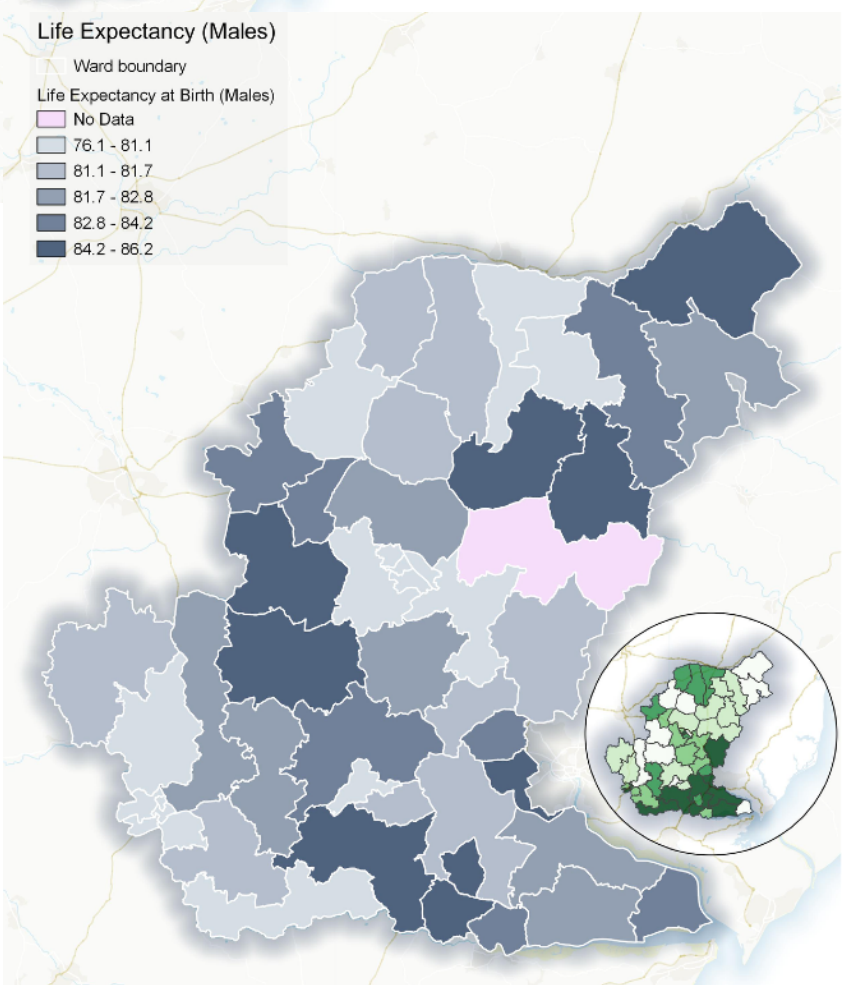 Life Expectancy (Males)
Ward boundary
Life Expectancy at Birth (Males)
No Data
76.1 - 81.1
81.1 - 81.7
81.7 - 82.8
82.8 - 84.2
84.2 - 86.2